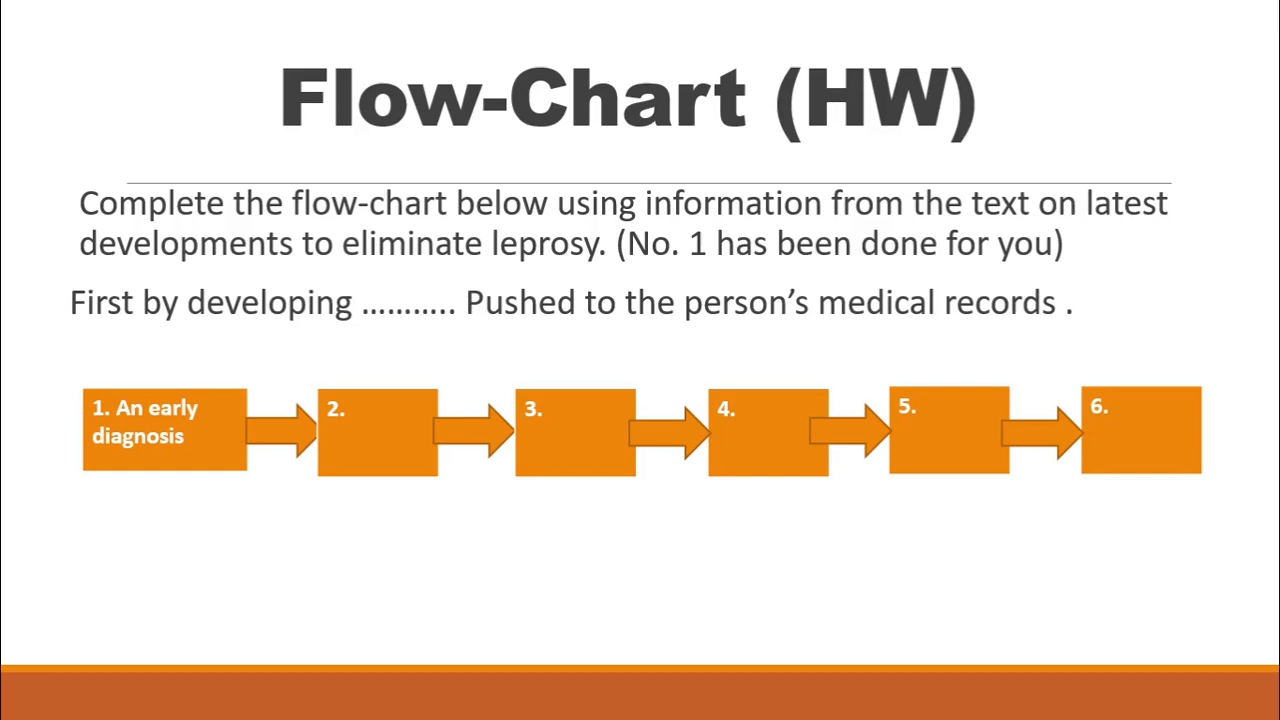 Flow-Chart (HW)
Complete the flow-chart below using information from the text on latest
developments to eliminate leprosy. (No. 1 has been done for you)
First by developing ……….. Pushed to the person’s medical records .
1. An early
diagnosis
2.
3.
4.
5.
6.